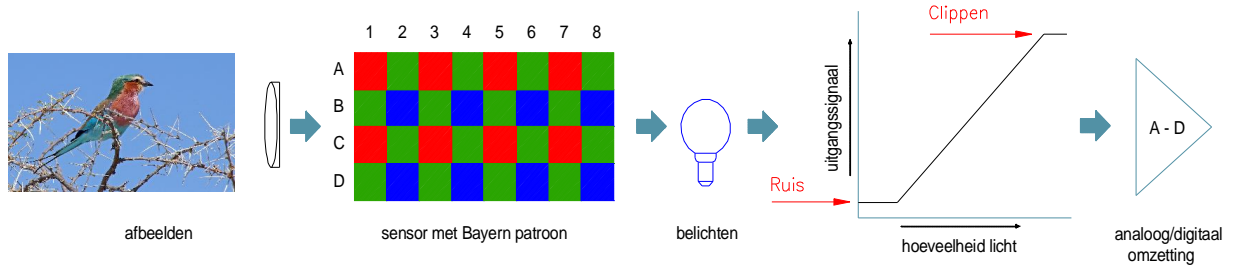 1 2 3 4 5 6 7 8
A
B
C
D
Clippen
Ruis
uitgangssignaal
A - D
afbeelden
sensor met Bayern patroon
belichten
hoeveelheid licht
analoog/digitaal
omzetting